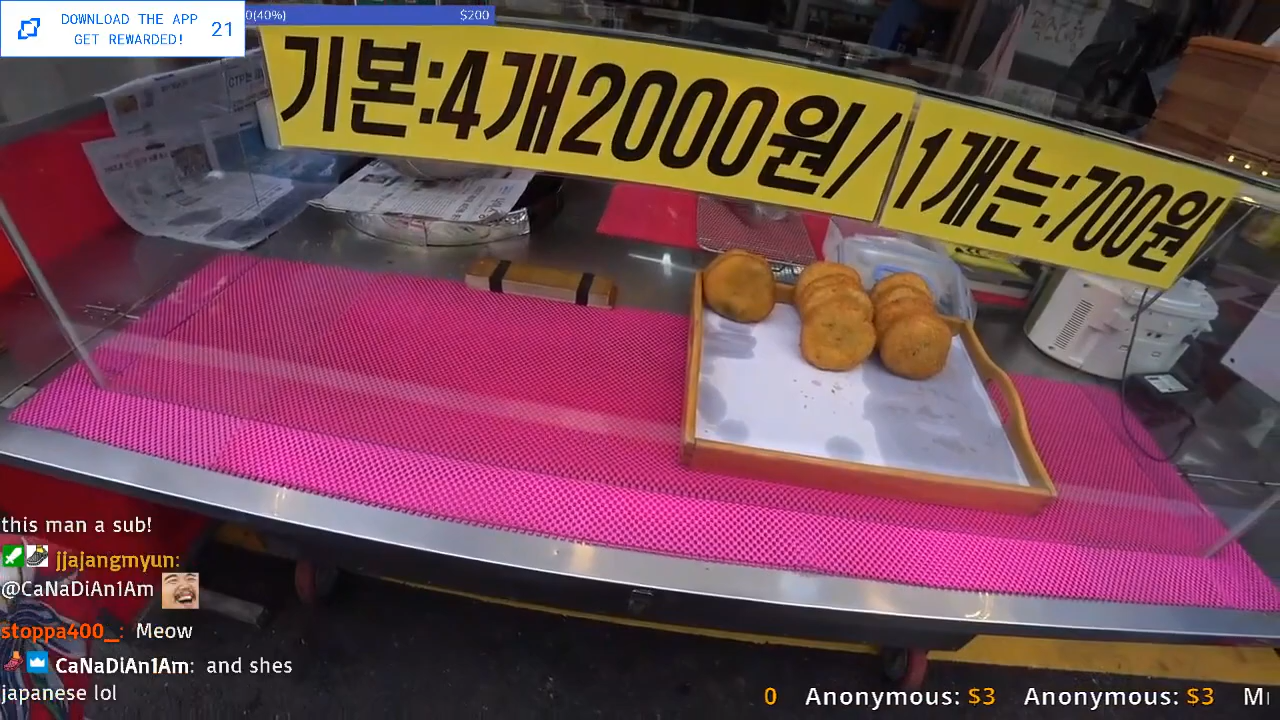 DOWNLOAD THE APP
GET REWARDED!
21
0(40%)
$200
기본:4개2000원/
1개는:700원
this man a sub!
jjajangmyun:
@CaNaDiAn1Am
stoppa400_: Meow
CaNaDiAn1Am: and shes
japanese lol
0 Anonymous: $3 Anonymous: $3